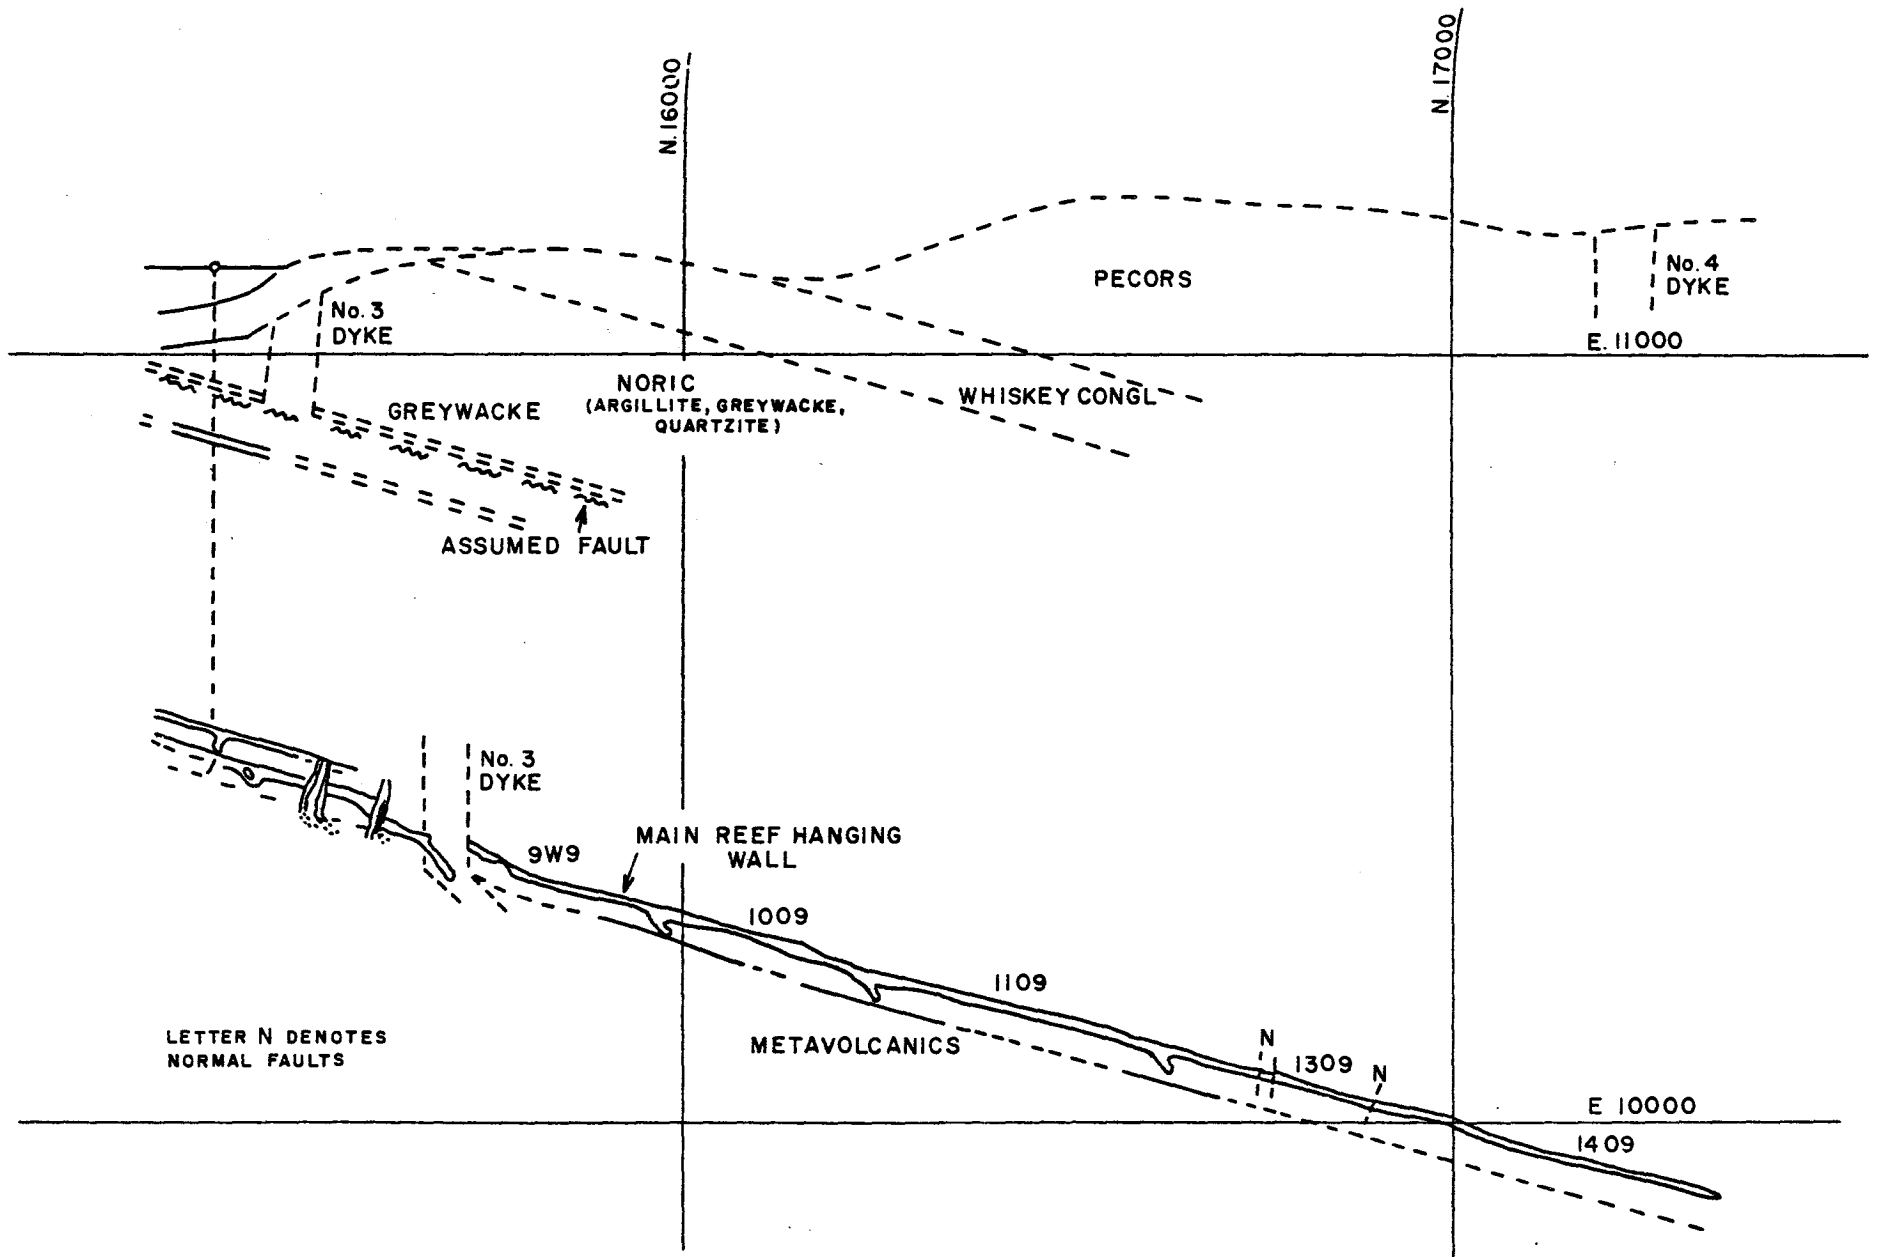 N. 16000
N. 17000
No. 4
DYKE
PECORS
No. 3
DYKE
E. 11000
NORIC
(ARGILLITE, GREYWACKE,
QUARTZITE)
GREYWACKE
WHISKEY CONGL
ASSUMED FAULT
No. 3
DYKE
MAIN REEF HANGING
WALL
9W9
1009
1109
METAVOLCANICS
N
1309
N
LETTER N DENOTES
NORMAL FAULTS
E 10000
1409